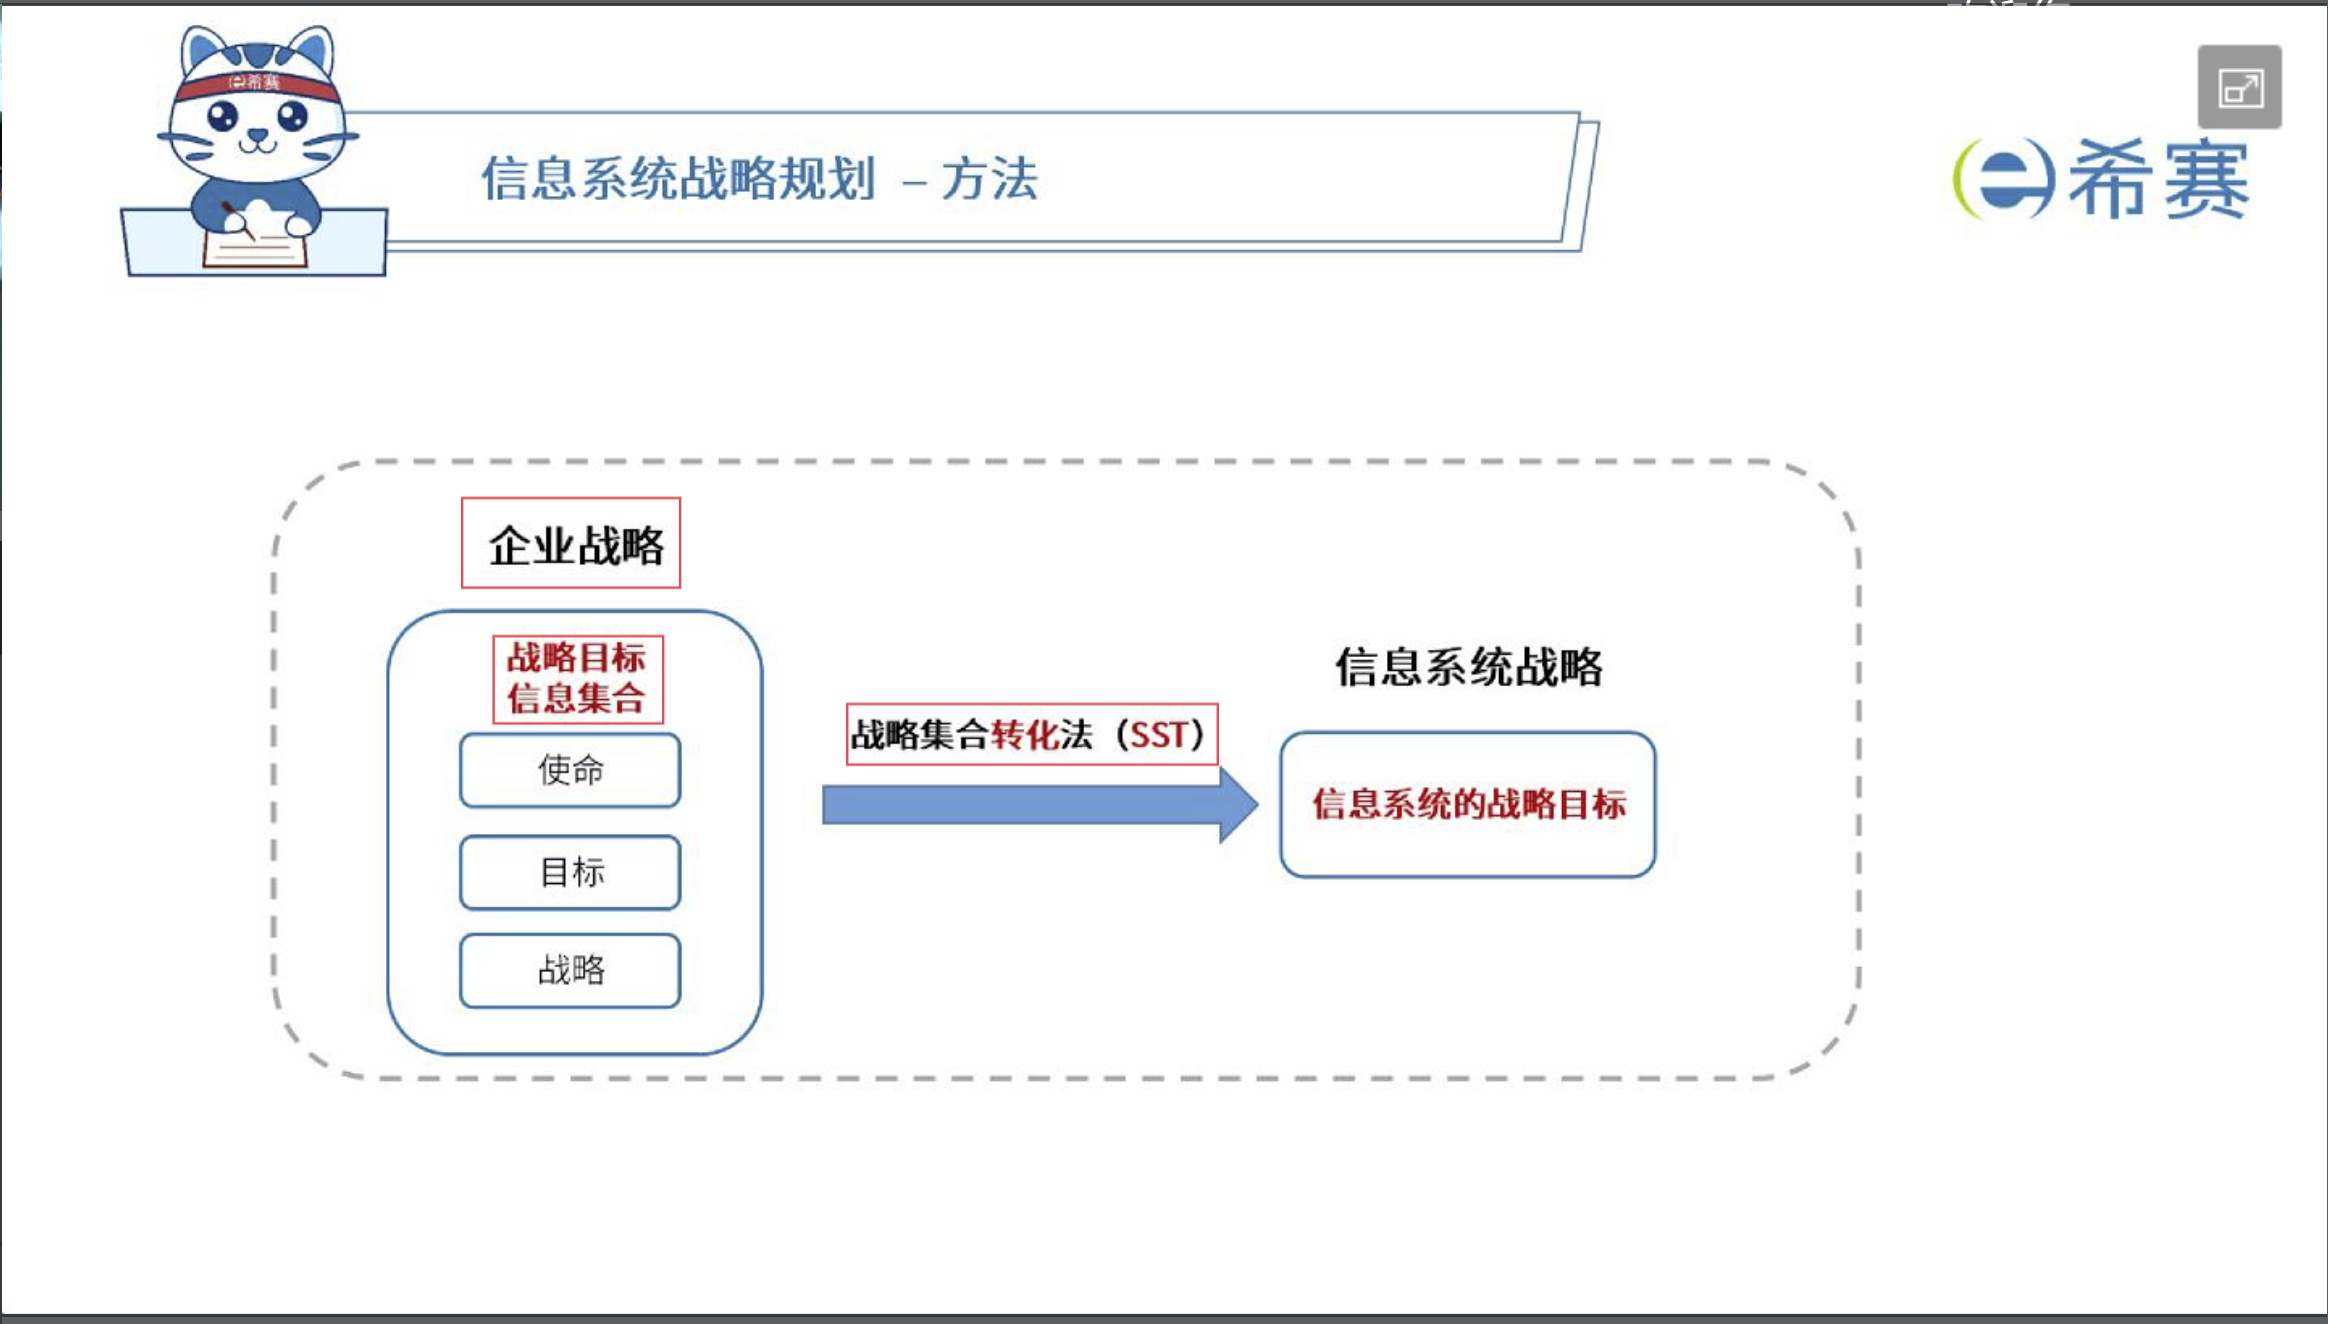 e希赛
信息系统战略规划 – 方法
e希赛
企业战略
战略目标
信息集合
使命
目标
战略
战略集合转化法（SST）
信息系统战略
信息系统的战略目标